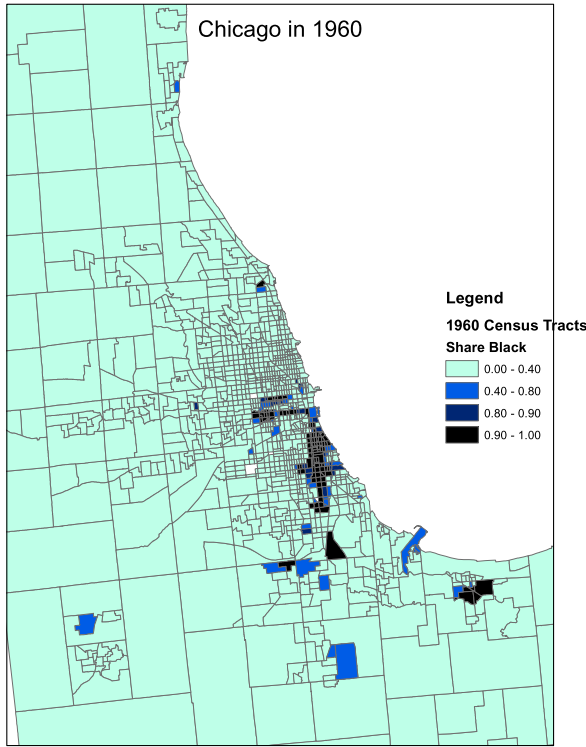 Chicago in 1960
Legend
1960 Census Tracts
Share Black
0.00 - 0.40
0.40 - 0.80
0.80 - 0.90
0.90 - 1.00